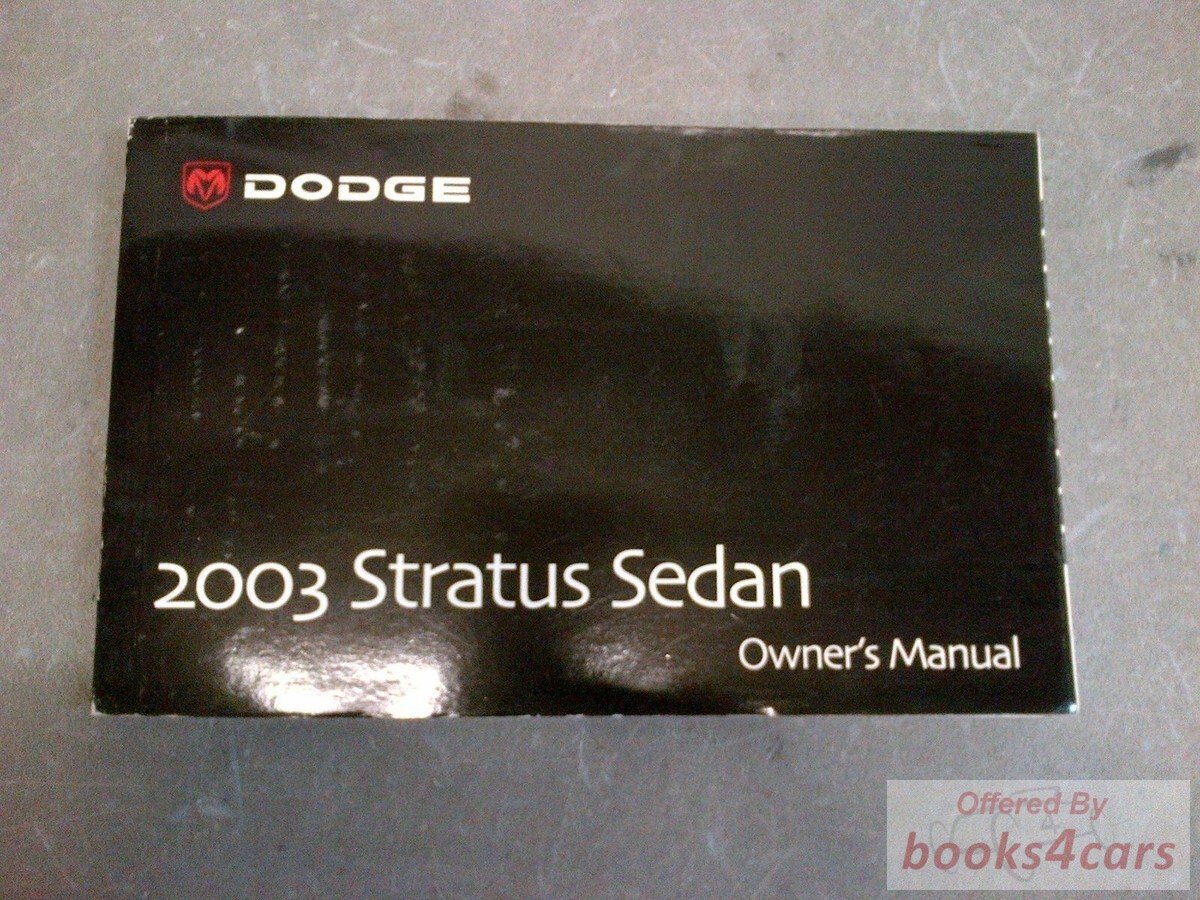 DODGE
2003 Stratus Sedan
Owner's Manual
Offered By
books4cars